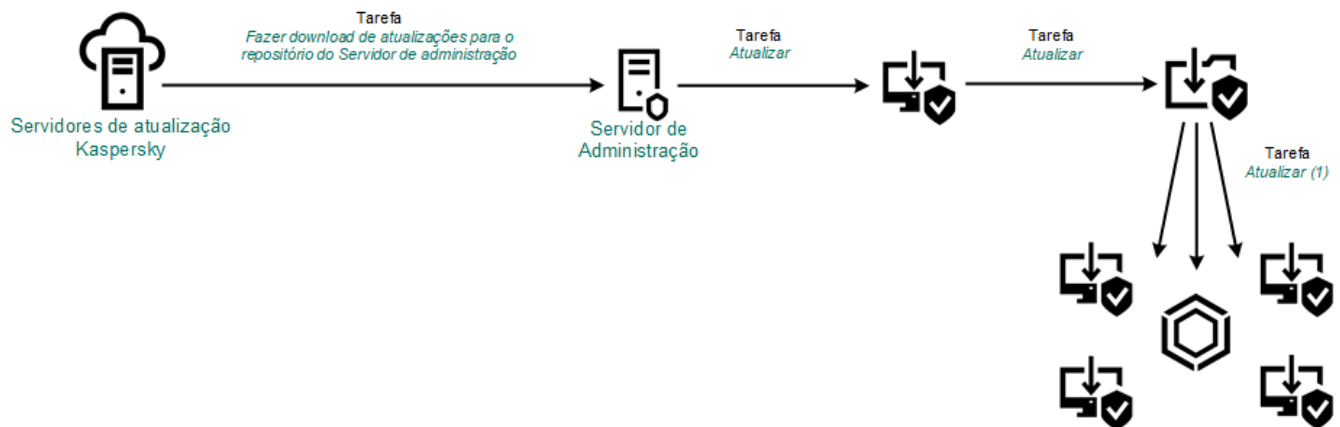 Tarefa
Fazer download de atualizações para o
repositório do Servidor de administração
Tarefa
Atualizar
Tarefa
Atualizar
Servidores de atualização
Kaspersky
Servidor de
Administração
Tarefa
Atualizar (1)